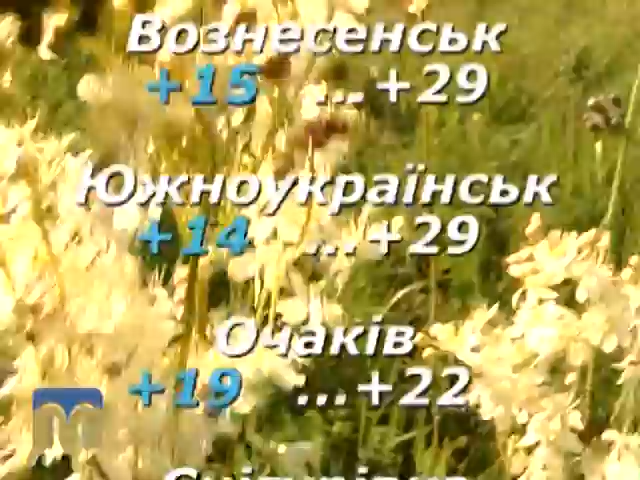 Вознесенськ
+15 ...+29
Южноукраїнськ
+14 ...+29
Очаків
+19 ...+22